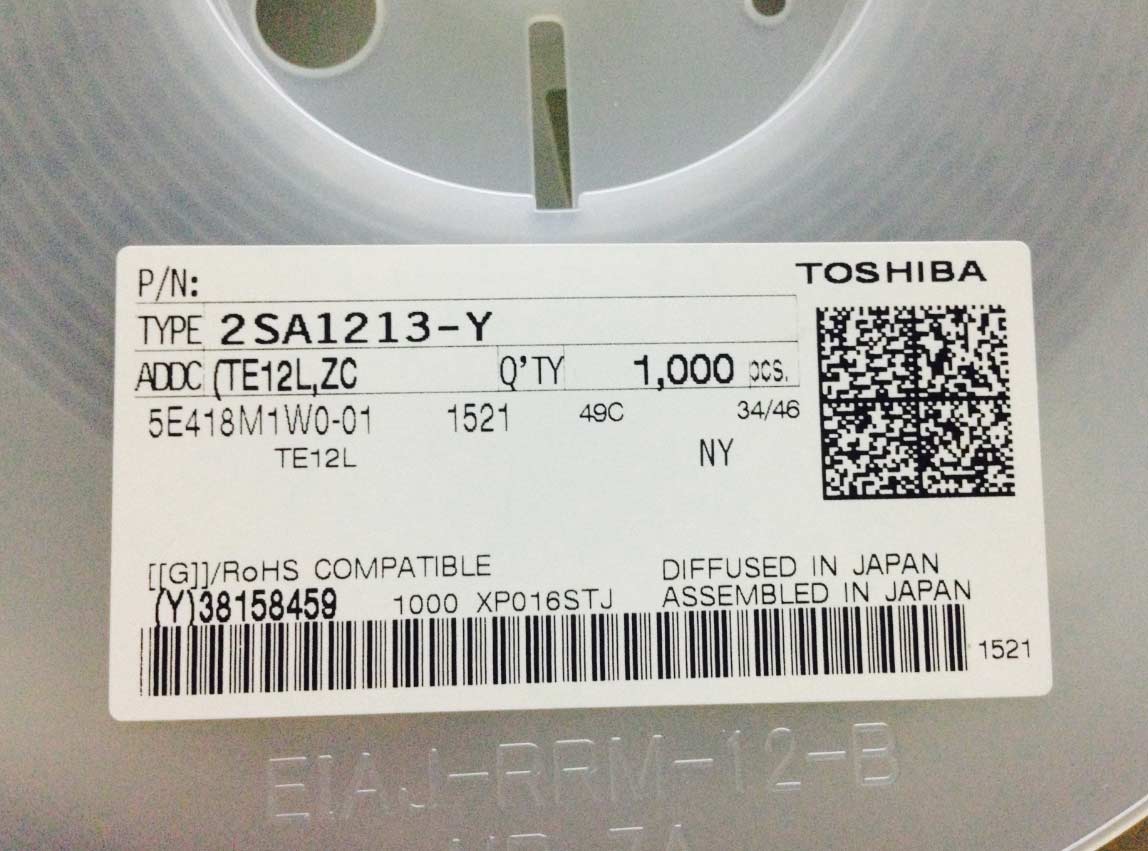 P/N:
TOSHIBA
TYPE 2SA1213-Y
ADDC (TE12L,ZC Q'TY 1,000 pcs.
5E418M1W0-01 1521 49C 34/46
TE12L NY
[[G]]/RoHS COMPATIBLE DIFFUSED IN JAPAN
(Y)38158459 1000 XP016STJ ASSEMBLED IN JAPAN
1521
EIAJ-RRM-12-B